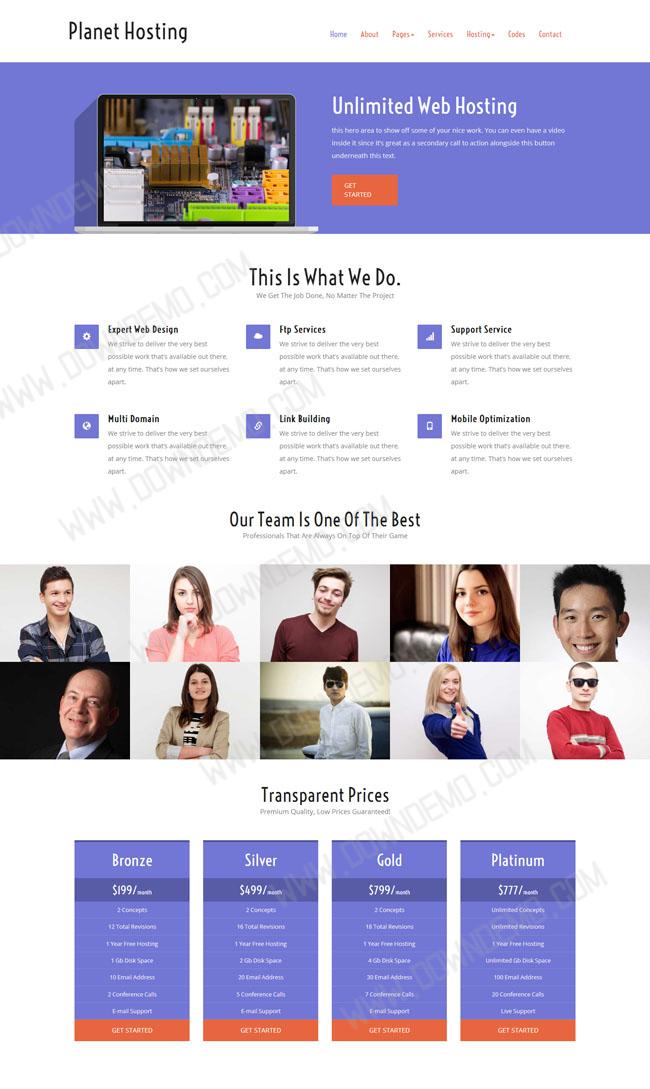 Planet Hosting
Home About Pages Services Hosting Codes Contact
Unlimited Web Hosting
this hero area to show off some of your nice work. You can even have a video
inside it since it's great as a secondary call to action alongside this button
underneath this text.
GET
STARTED
This Is What We Do.
We Get The Job Done, No Matter The Project
Expert Web Design
We strive to deliver the very best
possible work that's available out there,
at any time. That's how we set ourselves
apart.
Ftp Services
We strive to deliver the very best
possible work that's available out there,
at any time. That's how we set ourselves
apart.
Support Service
We strive to deliver the very best
possible work that's available out there,
at any time. That's how we set ourselves
apart.
Multi Domain
We strive to deliver the very best
possible work that's available out there,
at any time. That's how we set ourselves
apart.
Link Building
We strive to deliver the very best
possible work that's available out there,
at any time. That's how we set ourselves
apart.
Mobile Optimization
We strive to deliver the very best
possible work that's available out there,
at any time. That's how we set ourselves
apart.
Our Team Is One Of The Best
Professionals That Are Always On Top Of Their Game
Transparent Prices
Premium Quality, Low Prices Guaranteed!
Bronze
$199/month
2 Concepts
12 Total Revisions
1 Year Free Hosting
1 Gb Disk Space
10 Email Address
2 Conference Calls
E-mail Support
GET STARTED
Silver
$499/month
2 Concepts
16 Total Revisions
1 Year Free Hosting
2 Gb Disk Space
20 Email Address
5 Conference Calls
E-mail Support
GET STARTED
Gold
$799/month
2 Concepts
18 Total Revisions
1 Year Free Hosting
4 Gb Disk Space
30 Email Address
7 Conference Calls
E-mail Support
GET STARTED
Platinum
$777/month
Unlimited Concepts
Unlimited Revisions
1 Year Free Hosting
Unlimited Gb Disk Space
100 Email Address
20 Conference Calls
Live Support
GET STARTED
WWW.DOWNDEMO.COM
WWW.DOWNDEMO.COM
WWW.DOWNDEMO.COM
WWW.DOWNDEMO.COM
WWW.DOWNDEMO.COM